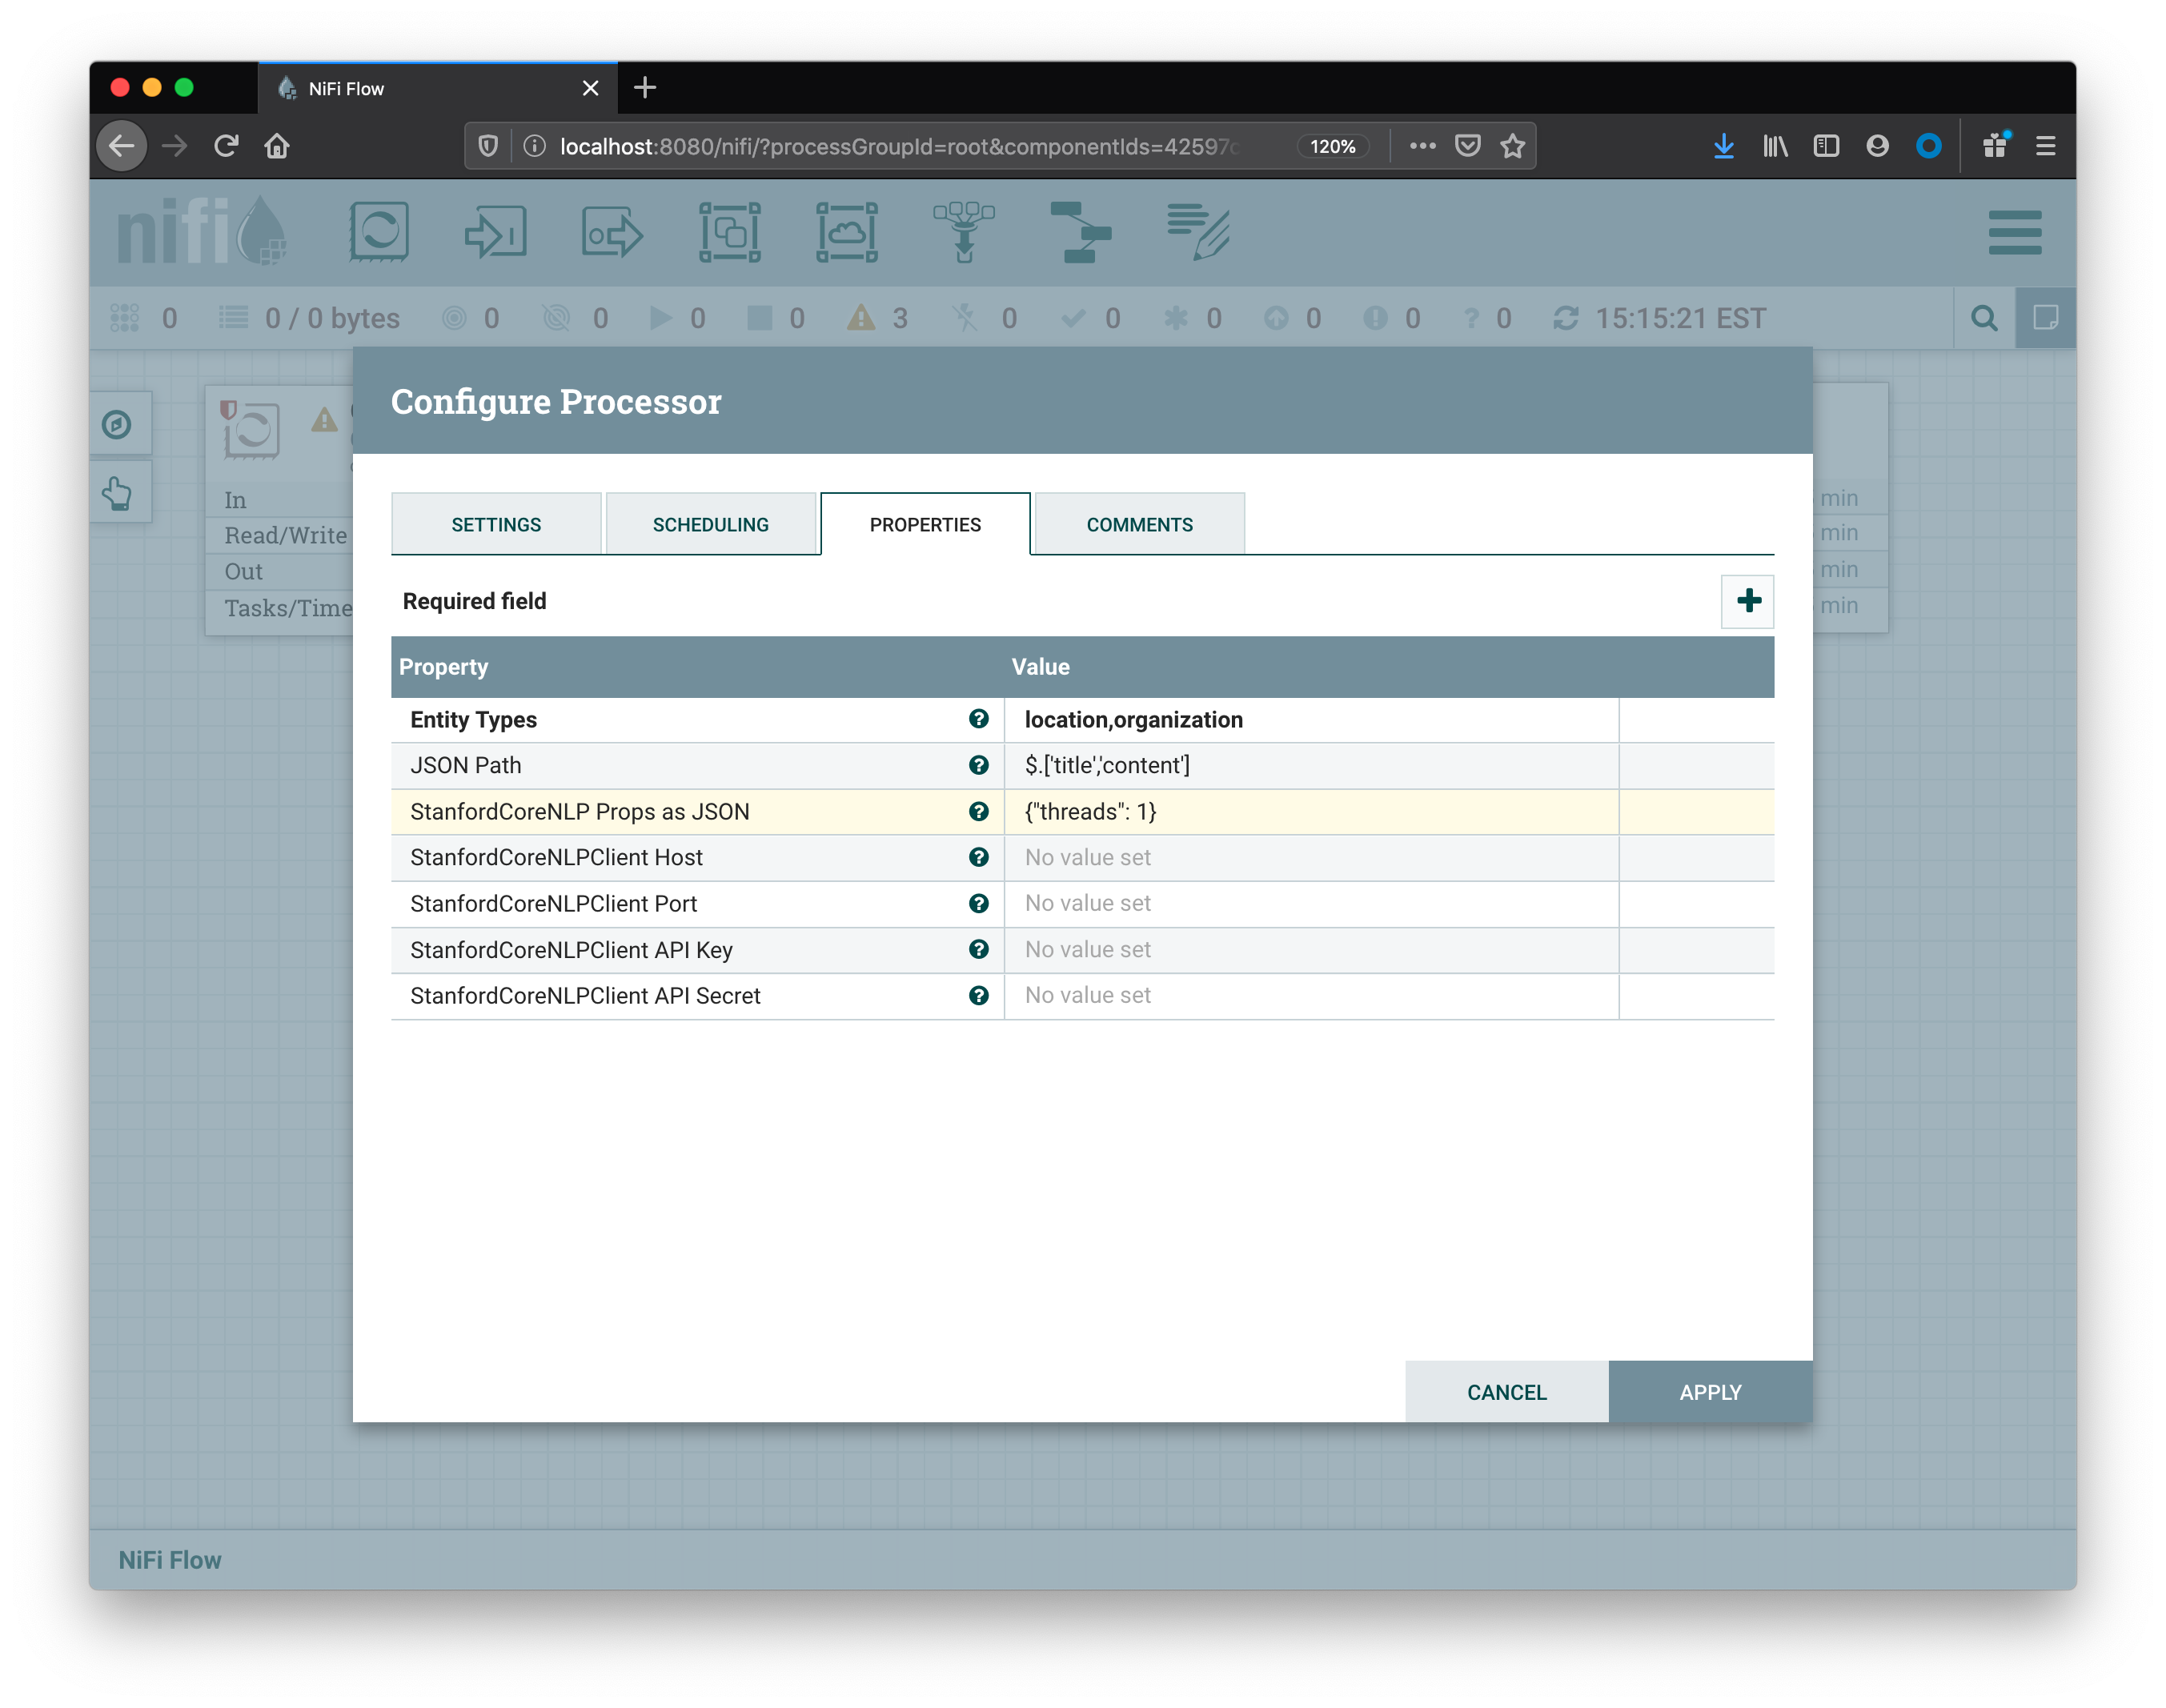 NiFi Flow
localhost:8080/nifi/?processGroupId=root&componentIds=42597
120%
nifi
0 0 / 0 bytes 0 0 0 0 3 0 0 0 0 0 0 15:15:21 EST
Configure Processor
In
Read/Write
Out
Tasks/Time
min
min
min
min
SETTINGS SCHEDULING PROPERTIES COMMENTS
Required field
Property Value
Entity Types location,organization
JSON Path $.['title','content']
StanfordCoreNLP Props as JSON {"threads": 1}
StanfordCoreNLPClient Host No value set
StanfordCoreNLPClient Port No value set
StanfordCoreNLPClient API Key No value set
StanfordCoreNLPClient API Secret No value set
CANCEL APPLY
NiFi Flow